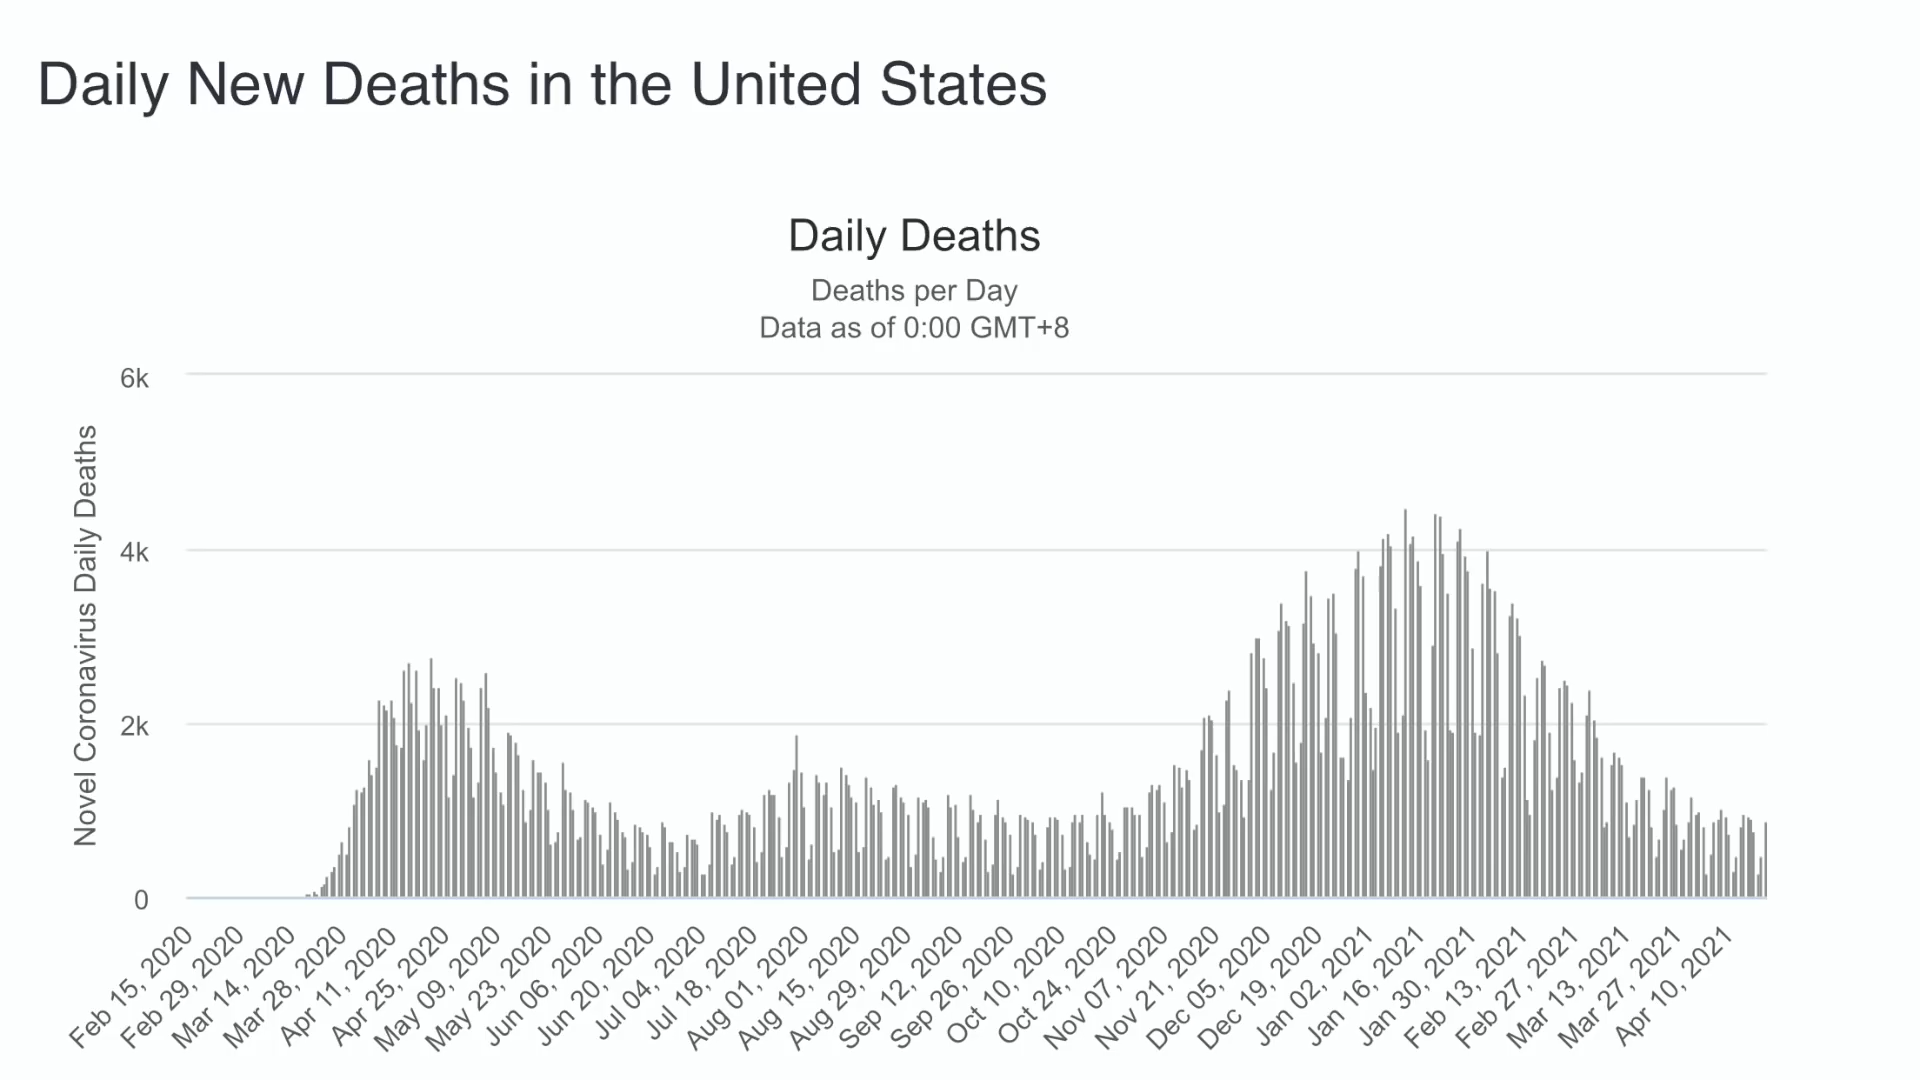 Daily New Deaths in the United States
Daily Deaths
Deaths per Day
Data as of 0:00 GMT+8
Novel Coronavirus Daily Deaths
6k
4k
2k
0
Feb 15, 2020
Feb 29, 2020
Mar 14, 2020
Mar 28, 2020
Apr 11, 2020
Apr 25, 2020
May 09, 2020
May 23, 2020
Jun 06, 2020
Jun 20, 2020
Jul 04, 2020
Jul 18, 2020
Aug 01, 2020
Aug 15, 2020
Aug 29, 2020
Sep 12, 2020
Sep 26, 2020
Oct 10, 2020
Oct 24, 2020
Nov 07, 2020
Nov 21, 2020
Dec 05, 2020
Dec 19, 2020
Jan 02, 2021
Jan 16, 2021
Jan 30, 2021
Feb 13, 2021
Feb 27, 2021
Mar 13, 2021
Mar 27, 2021
Apr 10, 2021